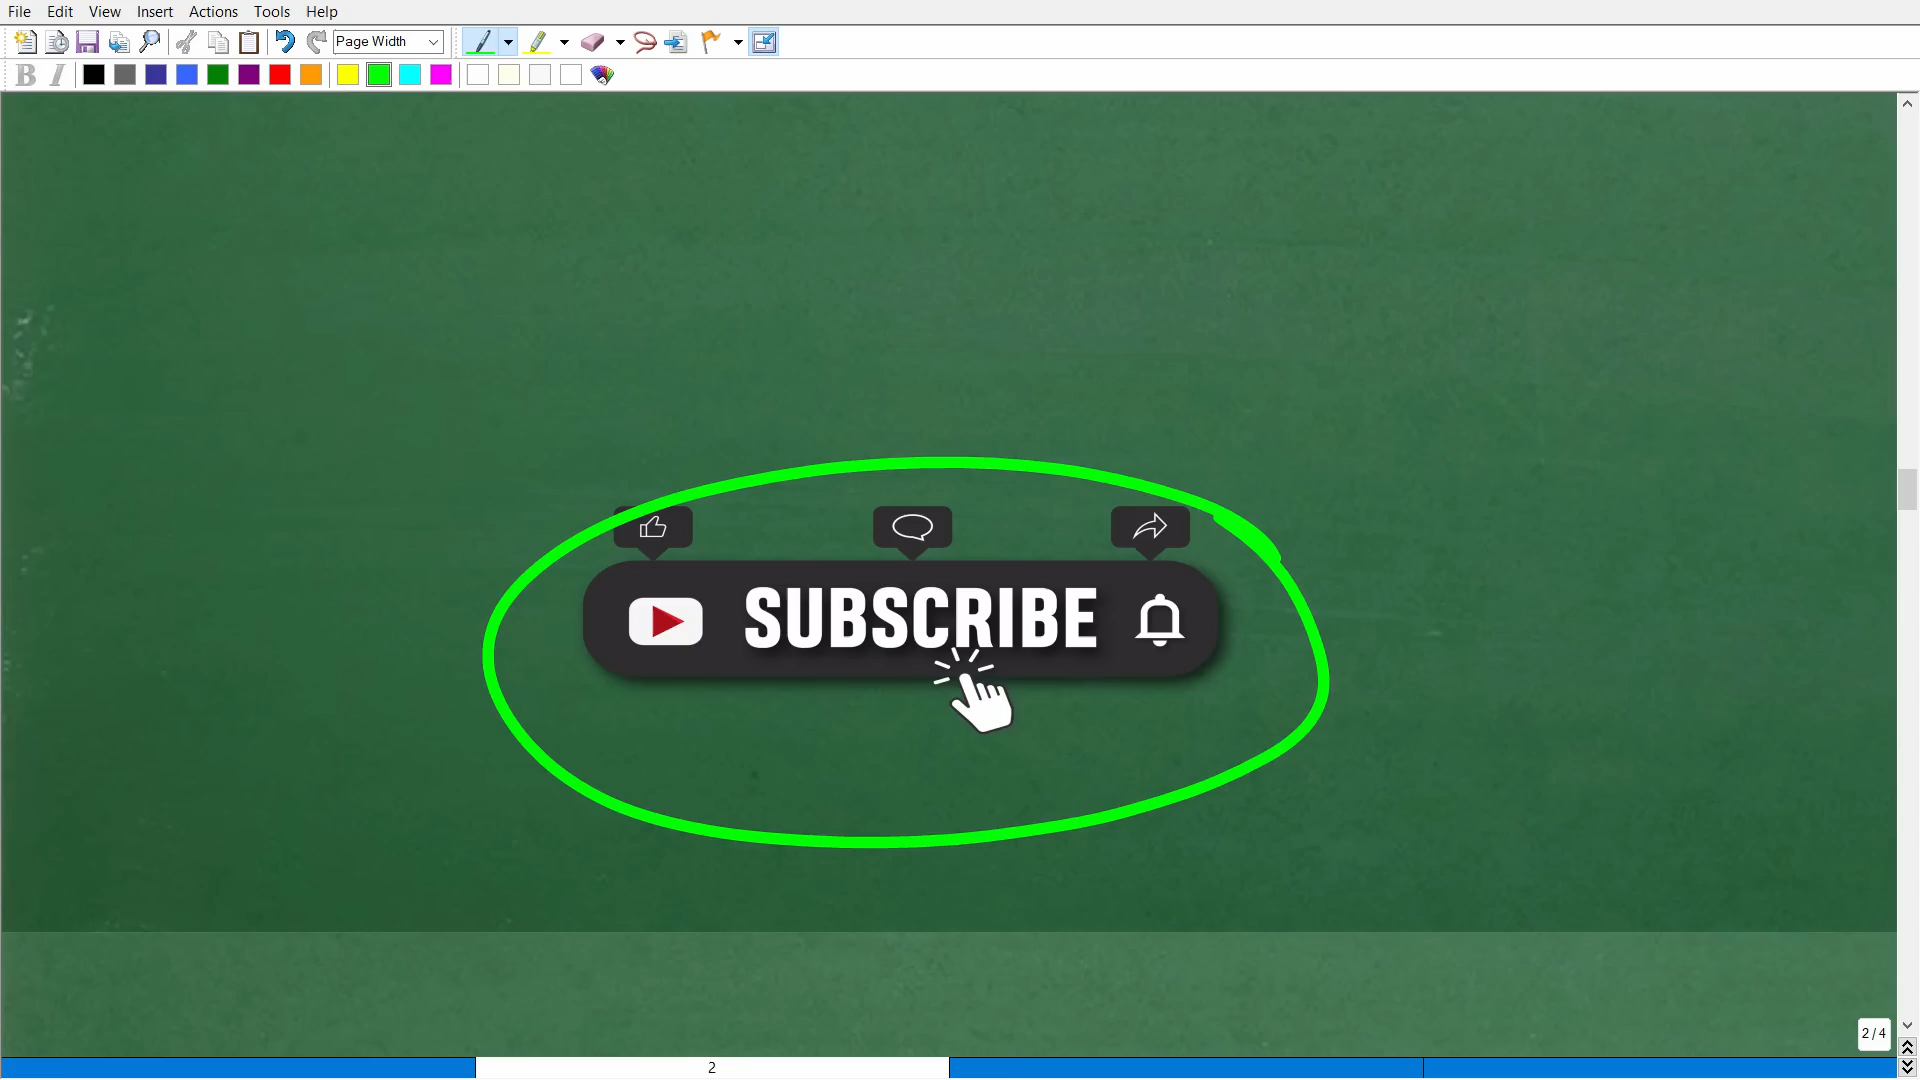 File Edit View Insert Actions Tools Help
Page Width
B I
SUBSCRIBE
2 / 4
2